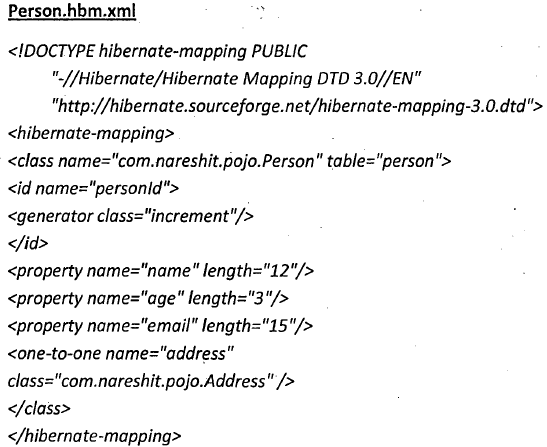 Person.hbm.xml
<!DOCTYPE hibernate-mapping PUBLIC
"-//Hibernate/Hibernate Mapping DTD 3.0//EN"
"http://hibernate.sourceforge.net/hibernate-mapping-3.0.dtd">
<hibernate-mapping>
<class name="com.nareshit.pojo.Person" table="person">
<id name="personId">
<generator class="increment"/>
</id>
<property name="name" length="12"/>
<property name="age" length="3"/>
<property name="email" length="15"/>
<one-to-one name="address"
class="com.nareshit.pojo.Address" />
</class>
</hibernate-mapping>